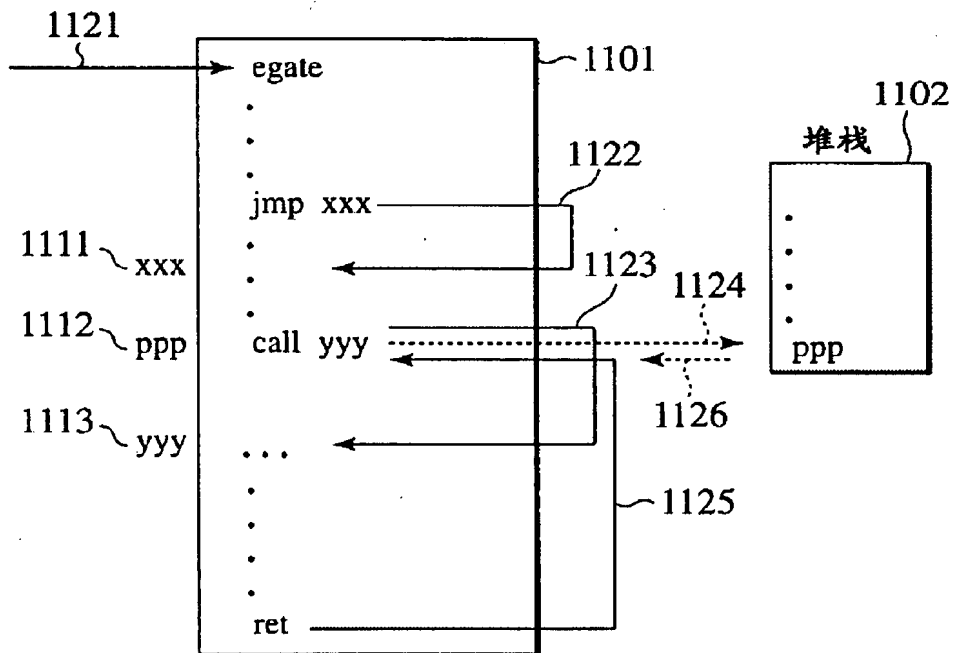 1121
egate
1101
1102
堆栈
1122
jmp xxx
1111
xxx
1123
1124
1112
ppp
call yyy
ppp
1126
1113
yyy
...
1125
ret